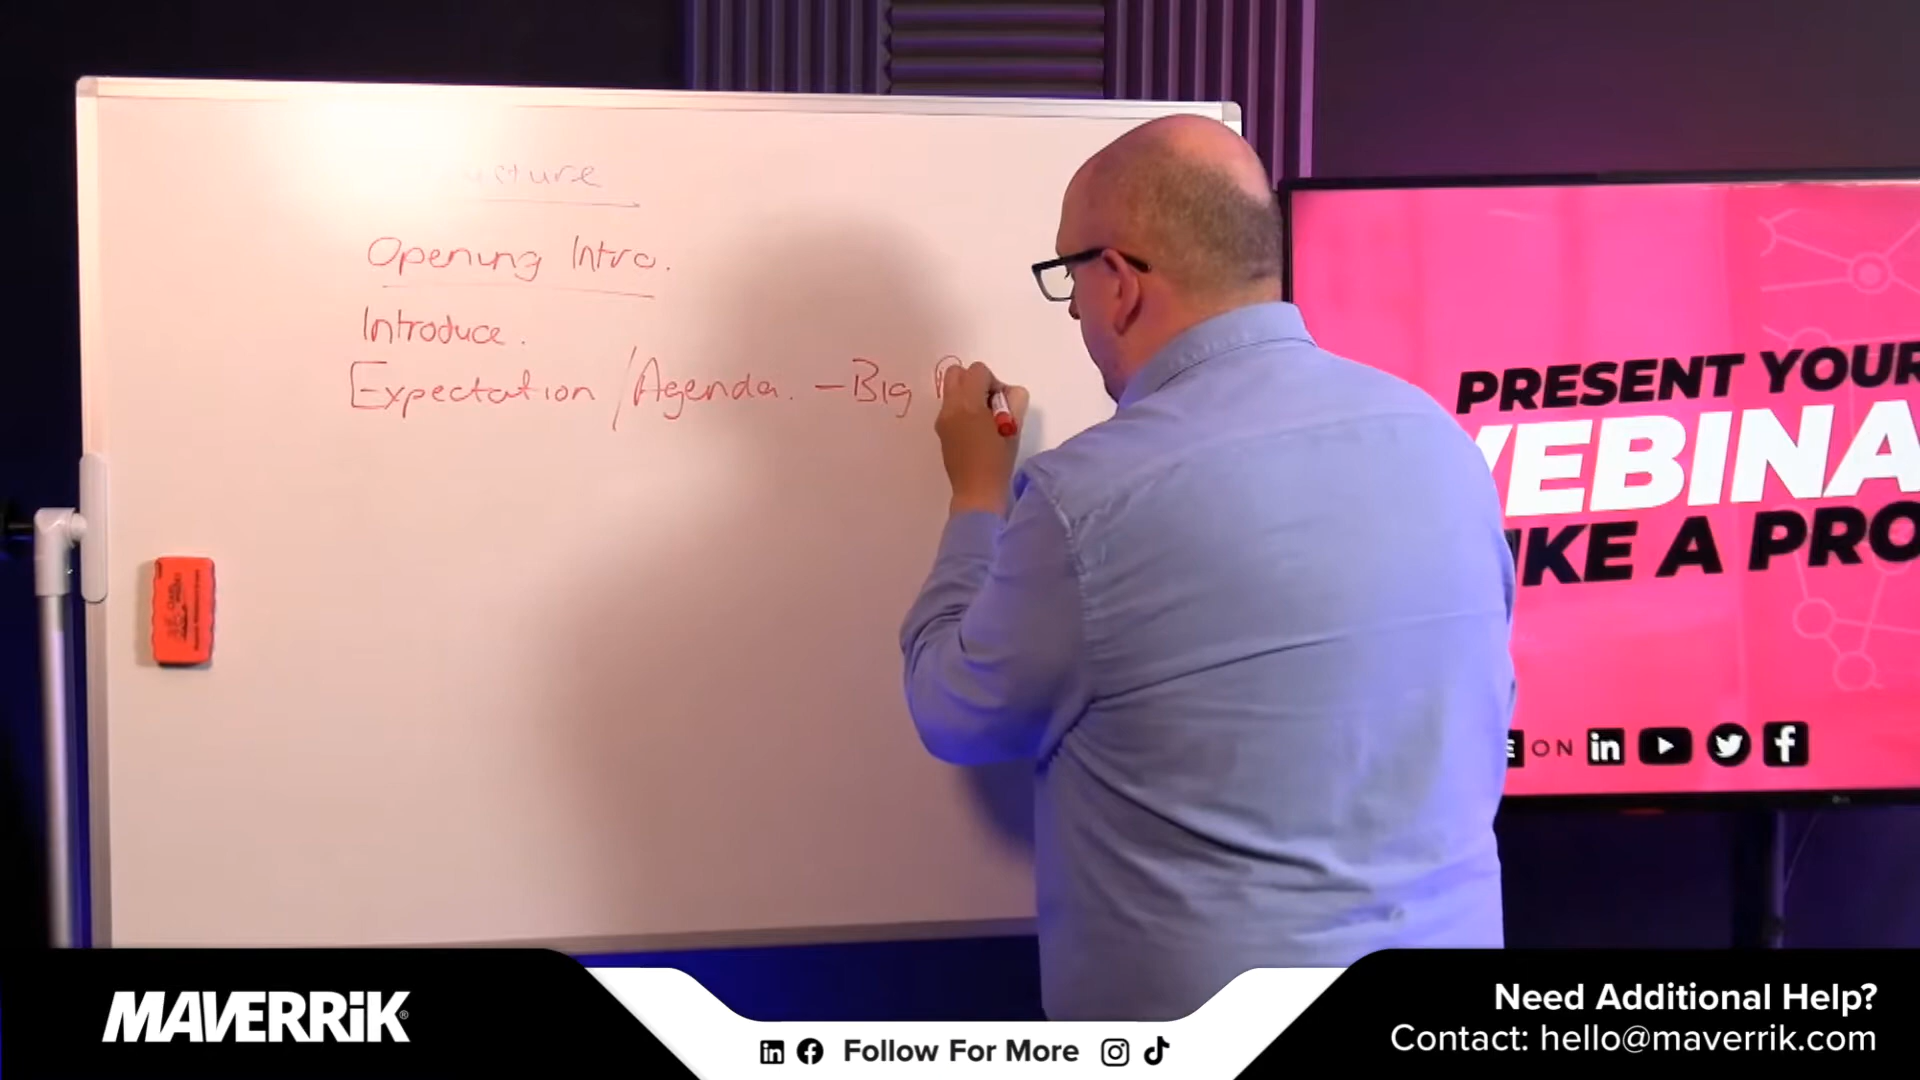 Opening Intro.
Introduce.
Expectation / Agenda. - Big
PRESENT YOUR
WEBINA
LIKE A PRO
ON
MAVERRiK®
Follow For More
Need Additional Help?
Contact: hello@maverrik.com